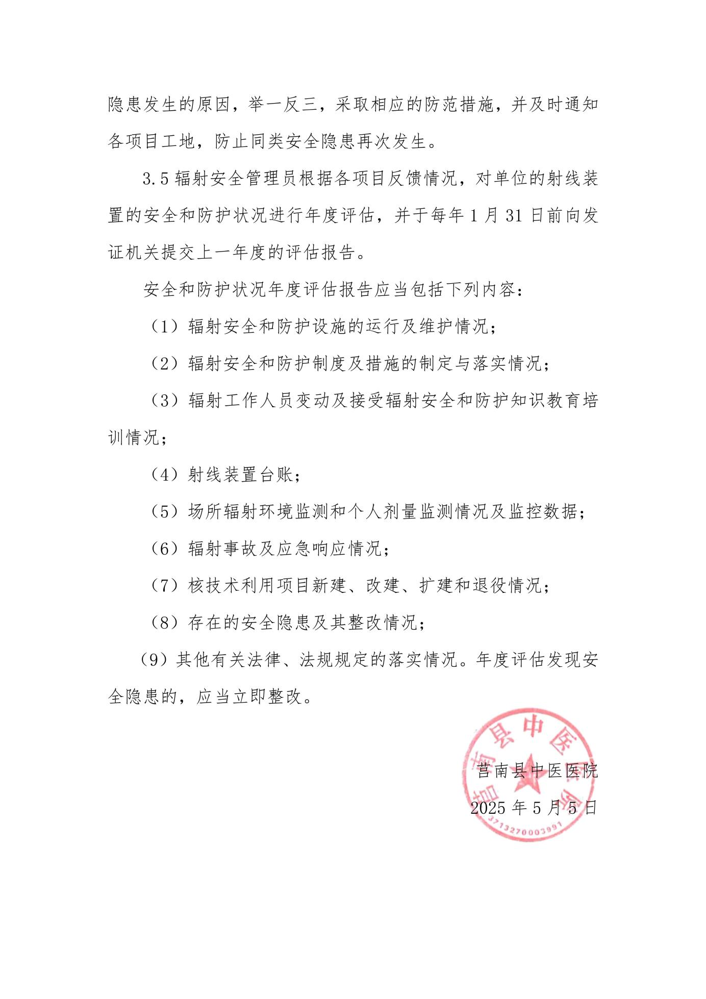 隐患发生的原因，举一反三，采取相应的防范措施，并及时通知
各项目工地，防止同类安全隐患再次发生。
3.5 辐射安全管理员根据各项目反馈情况，对单位的射线装
置的安全和防护状况进行年度评估，并于每年 1 月 31 日前向发
证机关提交上一年度的评估报告。
安全和防护状况年度评估报告应当包括下列内容：
（1）辐射安全和防护设施的运行及维护情况；
（2）辐射安全和防护制度及措施的制定与落实情况；
（3）辐射工作人员变动及接受辐射安全和防护知识教育培
训情况；
（4）射线装置台账；
（5）场所辐射环境监测和个人剂量监测情况及监控数据；
（6）辐射事故及应急响应情况；
（7）核技术利用项目新建、改建、扩建和退役情况；
（8）存在的安全隐患及其整改情况；
（9）其他有关法律、法规规定的落实情况。年度评估发现安
全隐患的，应当立即整改。
莒南县中医医院
莒南县中医医院
2025 年 5 月 5 日
3713270003991